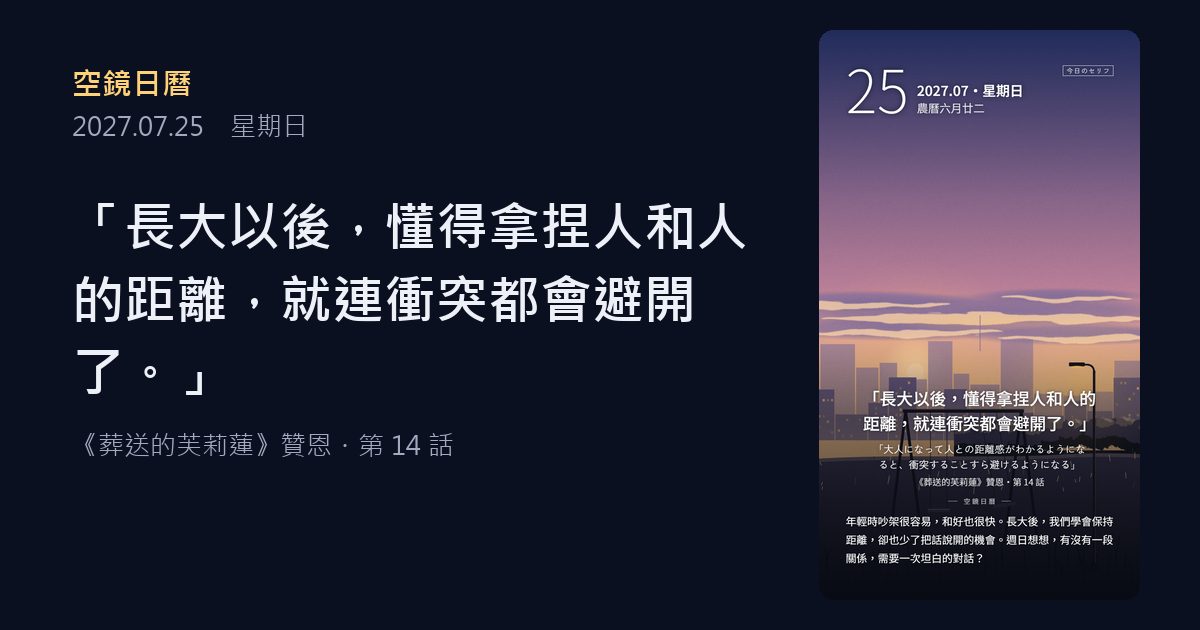 空鏡日曆
2027.07.25　星期日
「長大以後，懂得拿捏人和人
的距離，就連衝突都會避開
了。」
《葬送的芙莉蓮》贊恩．第 14 話
今日のセリフ
25
2027.07・星期日
農曆六月廿二
「長大以後，懂得拿捏人和人的
距離，就連衝突都會避開了。」
「大人になって人との距離感がわかるようにな
ると、衝突することすら避けるようになる」
《葬送的芙莉蓮》贊恩・第 14 話
— 空鏡日曆 —
年輕時吵架很容易，和好也很快。長大後，我們學會保持
距離，卻也少了把話說開的機會。週日想想，有沒有一段
關係，需要一次坦白的對話？